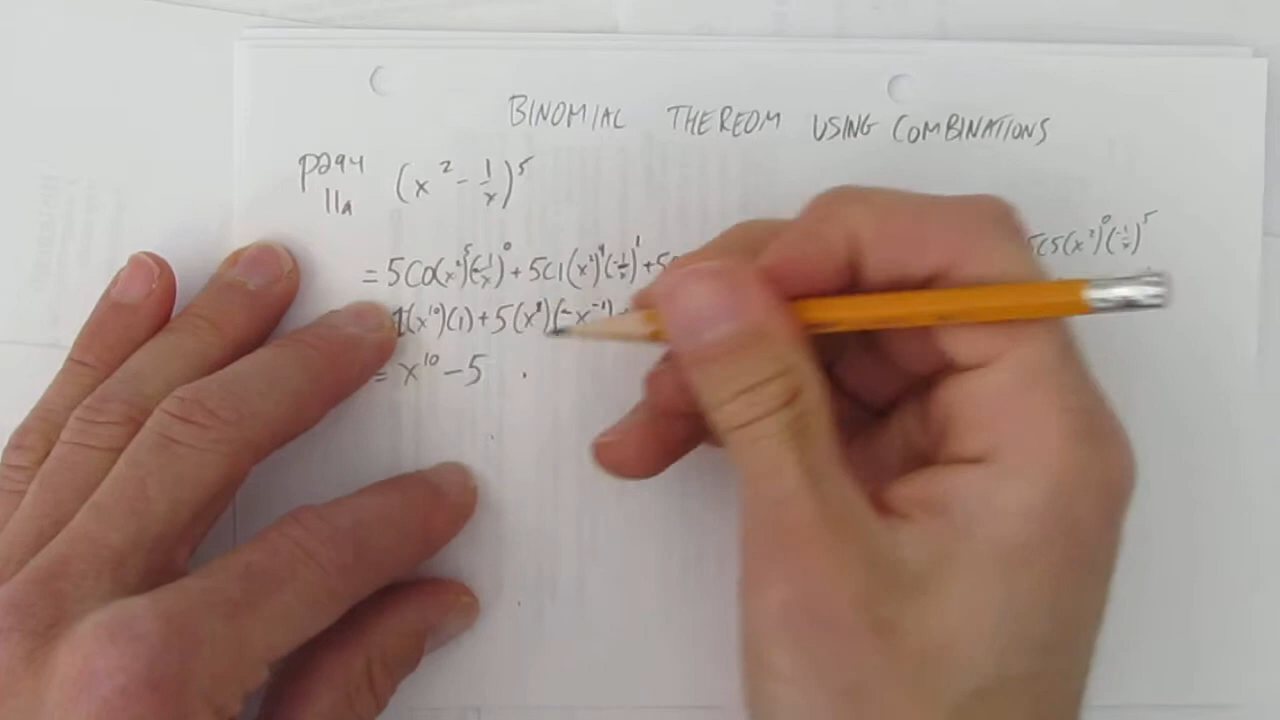 BINOMIAL THEREOM USING COMBINATIONS
p294 (x² - 1/x)⁵
11a
= 5C0(x²)⁵(-1/x)⁰ + 5C1(x²)⁴(-1/x)¹ + 5 5C5(x²)⁰(-1/x)⁵
1(x¹⁰)(1) + 5(x⁸)(-x⁻¹) +
= x¹⁰ - 5